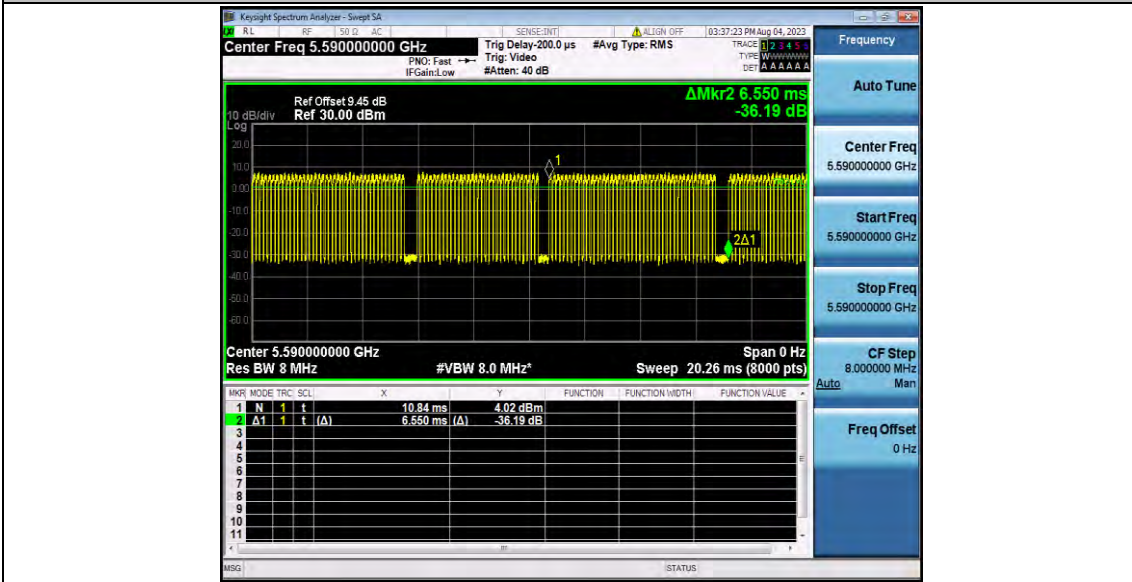 Keysight Spectrum Analyzer - Swept SA
RL RF 50 Ω AC SENSE:INT ALIGN OFF 03:37:23 PM Aug 04, 2023
Center Freq 5.590000000 GHz
PNO: Fast
IFGain:Low
Trig Delay-200.0 µs
Trig: Video
#Atten: 40 dB
#Avg Type: RMS
TRACE 1 2 3 4 5 6
TYPE W
DET A A A A A A
ΔMkr2 6.550 ms
-36.19 dB
Ref Offset 9.45 dB
10 dB/div Ref 30.00 dBm
Log
20.0
10.0
0.00
-10.0
-20.0
-30.0
-40.0
-50.0
-60.0
1
2Δ1
Center 5.590000000 GHz Span 0 Hz
Res BW 8 MHz #VBW 8.0 MHz* Sweep 20.26 ms (8000 pts)
MKR MODE TRC SCL X Y FUNCTION FUNCTION WIDTH FUNCTION VALUE
1 N 1 t 10.84 ms 4.02 dBm
2 Δ1 1 t (Δ) 6.550 ms (Δ) -36.19 dB
3
4
5
6
7
8
9
10
11
MSG STATUS
Frequency
Auto Tune
Center Freq
5.590000000 GHz
Start Freq
5.590000000 GHz
Stop Freq
5.590000000 GHz
CF Step
8.000000 MHz
Auto Man
Freq Offset
0 Hz